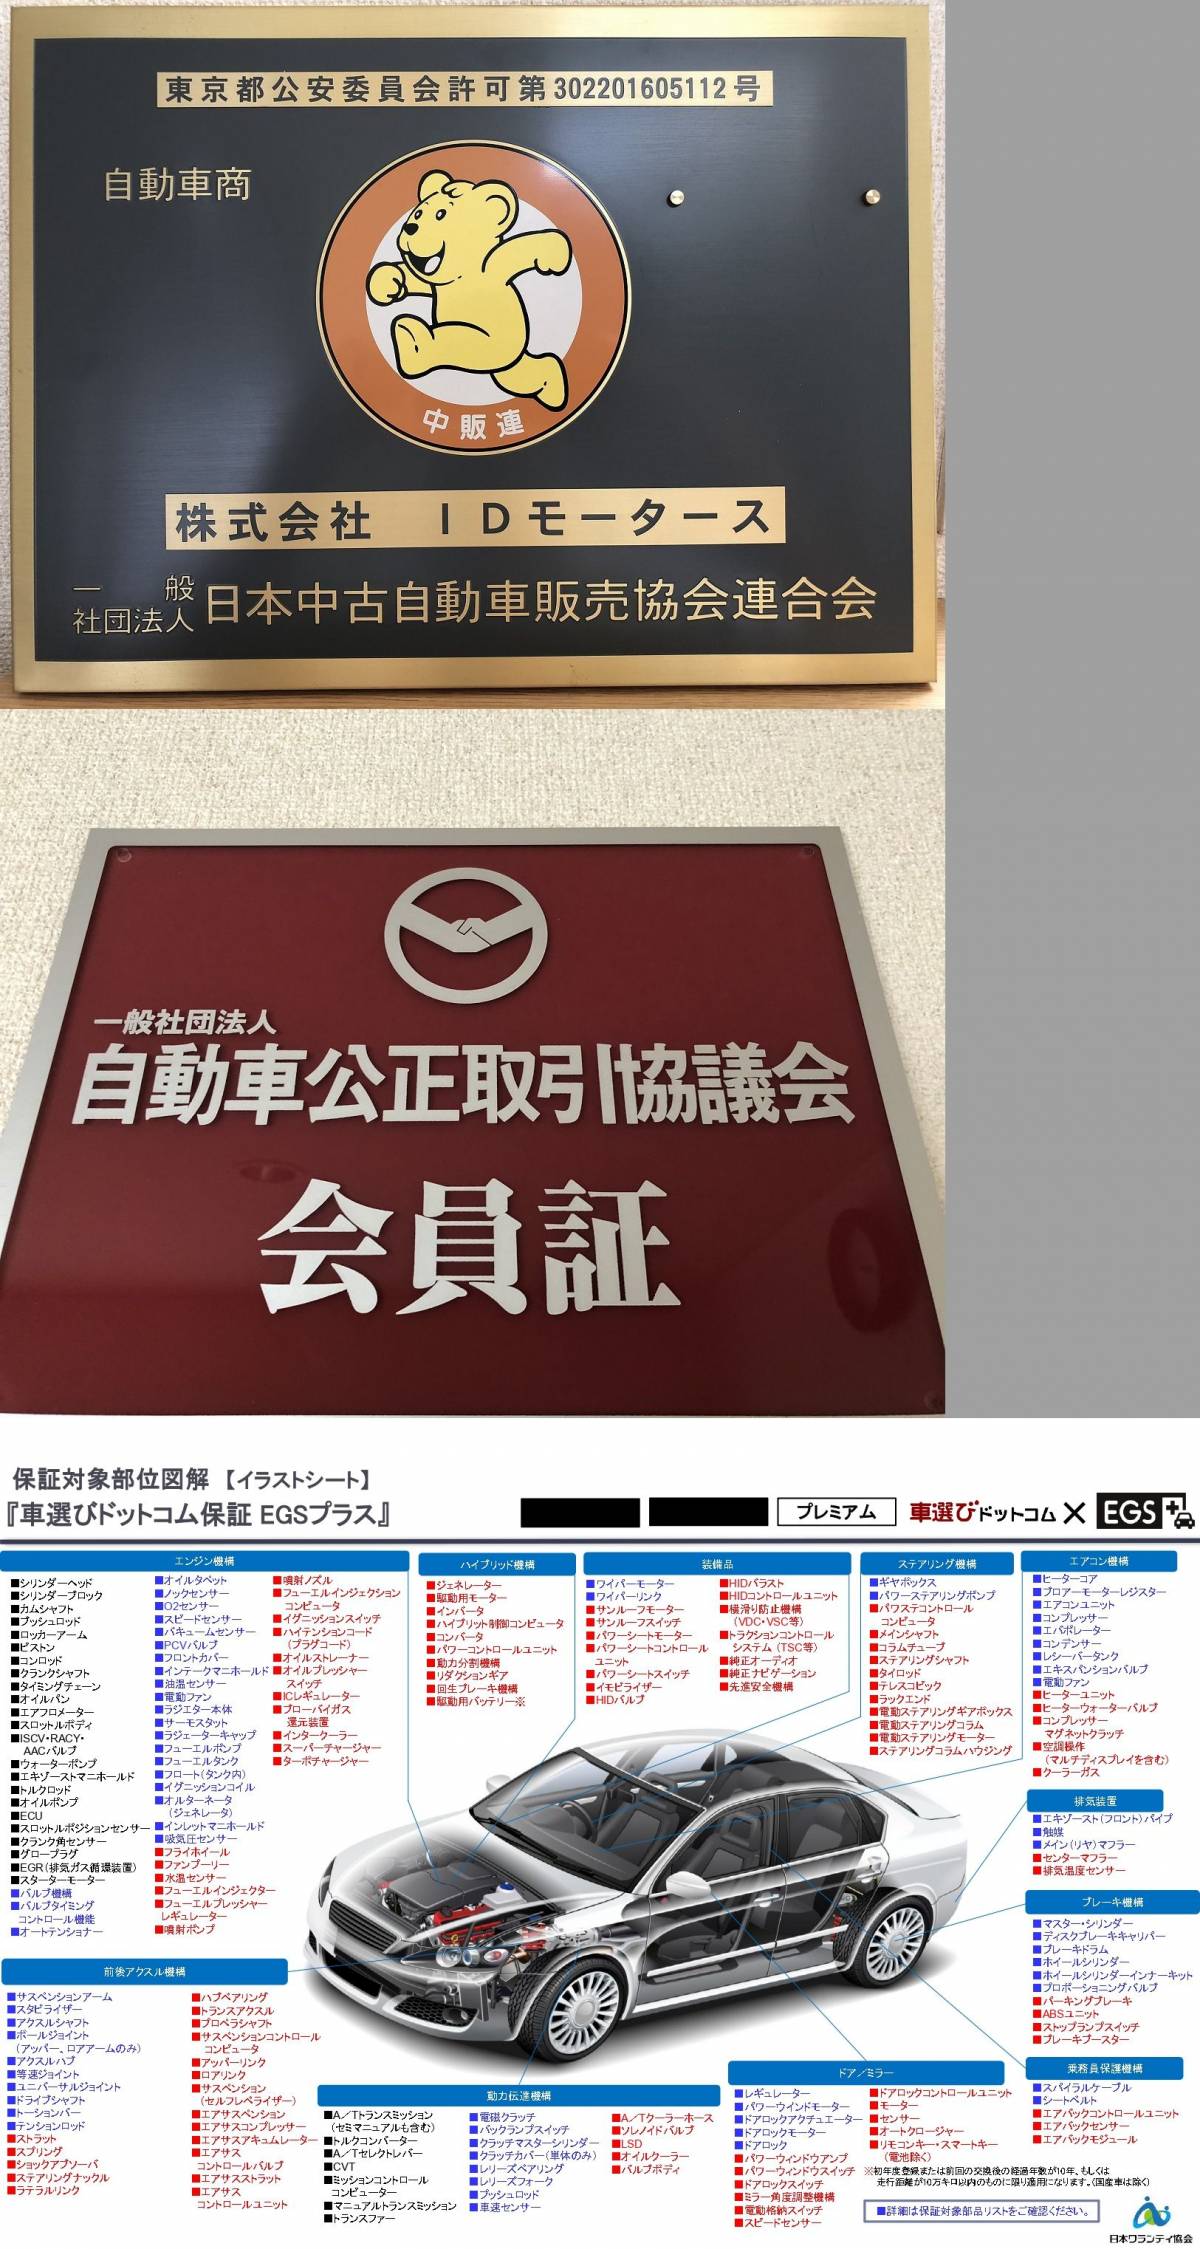 東京都公安委員会許可第302201605112号
自動車商
中販連
株式会社 IDモータース
一般
社団法人 日本中古自動車販売協会連合会
一般社団法人
自動車公正取引協議会
会員証
保証対象部位図解 【イラストシート】
『車選びドットコム保証 EGSプラス』
プレミアム 車選びドットコム × EGS
エンジン機構
■シリンダーヘッド
■シリンダーブロック
■カムシャフト
■プッシュロッド
■ロッカーアーム
■ピストン
■コンロッド
■クランクシャフト
■タイミングチェーン
■オイルパン
■エアフロメーター
■スロットルボディ
■ISCV・RACY・
AACバルブ
■ウォーターポンプ
■エキゾーストマニホールド
■トルクロッド
■オイルポンプ
■ECU
■スロットルポジションセンサー
■クランク角センサー
■グロープラグ
■EGR(排気ガス循環装置)
■スターターモーター
■バルブ機構
■バルブタイミング
コントロール機能
■オートテンショナー
■オイルタペット
■ノックセンサー
■O2センサー
■スピードセンサー
■バキュームセンサー
■PCVバルブ
■フロントカバー
■インテークマニホールド
■油温センサー
■電動ファン
■ラジエター本体
■サーモスタット
■ラジェーターキャップ
■フューエルポンプ
■フューエルタンク
■フロート(タンク内)
■イグニッションコイル
■オルターネータ
(ジェネレータ)
■インレットマニホールド
■吸気圧センサー
■フライホイール
■ファンプーリー
■水温センサー
■フューエルインジェクター
■フューエルプレッシャー
レギュレーター
■噴射ポンプ
■噴射ノズル
■フューエルインジェクション
コンピュータ
■イグニッションスイッチ
■ハイテンションコード
(プラグコード)
■オイルストレーナー
■オイルプレッシャー
スイッチ
■ICレギュレーター
■ブローバイガス
還元装置
■インタークーラー
■スーパーチャージャー
■ターボチャージャー
ハイブリッド機構
■ジェネレーター
■駆動用モーター
■インバータ
■ハイブリッド制御コンピュータ
■コンバータ
■パワーコントロールユニット
■動力分割機構
■リダクションギア
■回生ブレーキ機構
■駆動用バッテリー※
装備品
■ワイパーモーター
■ワイパーリンク
■サンルーフモーター
■サンルーフスイッチ
■パワーシートモーター
■パワーシートコントロール
ユニット
■パワーシートスイッチ
■イモビライザー
■HIDバルブ
■HIDバラスト
■HIDコントロールユニット
■横滑り防止機構
(VDC・VSC等)
■トラクションコントロール
システム (TSC等)
■純正オーディオ
■純正ナビゲーション
■先進安全機構
ステアリング機構
■ギヤボックス
■パワーステアリングポンプ
■パワステコントロール
コンピュータ
■メインシャフト
■コラムチューブ
■ステアリングシャフト
■タイロッド
■テレスコピック
■ラックエンド
■電動ステアリングギアボックス
■電動ステアリングコラム
■電動ステアリングモーター
■ステアリングコラムハウジング
エアコン機構
■ヒーターコア
■ブロアーモーターレジスター
■エアコンユニット
■コンプレッサー
■エバポレーター
■コンデンサー
■レシーバータンク
■エキスパンションバルブ
■電動ファン
■ヒーターユニット
■ヒーターウォーターバルブ
■コンプレッサー
マグネットクラッチ
■空調操作
(マルチディスプレイを含む)
■クーラーガス
排気装置
■エキゾースト(フロント)パイプ
■触媒
■メイン(リヤ)マフラー
■センターマフラー
■排気温度センサー
ブレーキ機構
■マスター・シリンダー
■ディスクブレーキキャリパー
■ブレーキドラム
■ホイールシリンダー
■ホイールシリンダーインナーキット
■プロポーショニングバルブ
■パーキングブレーキ
■ABSユニット
■ストップランプスイッチ
■ブレーキブースター
乗務員保護機構
■スパイラルケーブル
■シートベルト
■エアバックコントロールユニット
■エアバックセンサー
■エアバックモジュール
前後アクスル機構
■サスペンションアーム
■スタビライザー
■アクスルシャフト
■ボールジョイント
(アッパー、ロアアームのみ)
■アクスルハブ
■等速ジョイント
■ユニバーサルジョイント
■ドライブシャフト
■トーションバー
■テンションロッド
■ストラット
■スプリング
■ショックアブソーバ
■ステアリングナックル
■ラテラルリンク
■ハブベアリング
■トランスアクスル
■プロペラシャフト
■サスペンションコントロール
コンピュータ
■アッパーリンク
■ロアリンク
■サスペンション
(セルフレベライザー)
■エアサスペンション
■エアサスコンプレッサー
■エアサスアキュムレーター
■エアサス
コントロールバルブ
■エアサスストラット
■エアサス
コントロールユニット
動力伝達機構
■A/Tトランスミッション
(セミマニュアルも含む)
■トルクコンバーター
■A/Tセレクトレバー
■CVT
■ミッションコントロール
コンピューター
■マニュアルトランスミッション
■トランスファー
■電磁クラッチ
■バックランプスイッチ
■クラッチマスターシリンダー
■クラッチカバー(車体のみ)
■レリーズベアリング
■レリーズフォーク
■プッシュロッド
■車速センサー
■A/Tクーラーホース
■ソレノイドバルブ
■LSD
■オイルクーラー
■バルブボディ
ドア/ミラー
■レギュレーター
■パワーウインドモーター
■ドアロックアクチュエーター
■ドアロックモーター
■ドアロック
■パワーウィンドウアンプ
■パワーウィンドウスイッチ
■ドアロックスイッチ
■ミラー角度調整機構
■電動格納スイッチ
■スピードセンサー
■ドアロックコントロールユニット
■モーター
■センサー
■オートクロージャー
■リモコンキー・スマートキー
(電池除く)
※初年度登録または前回の交換後の経過年数が10年、もしくは
走行距離が10万キロ以内のものに限り適用になります。(国産車は除く)
■詳細は保証対象部品リストをご確認ください。
日本ワランティ協会